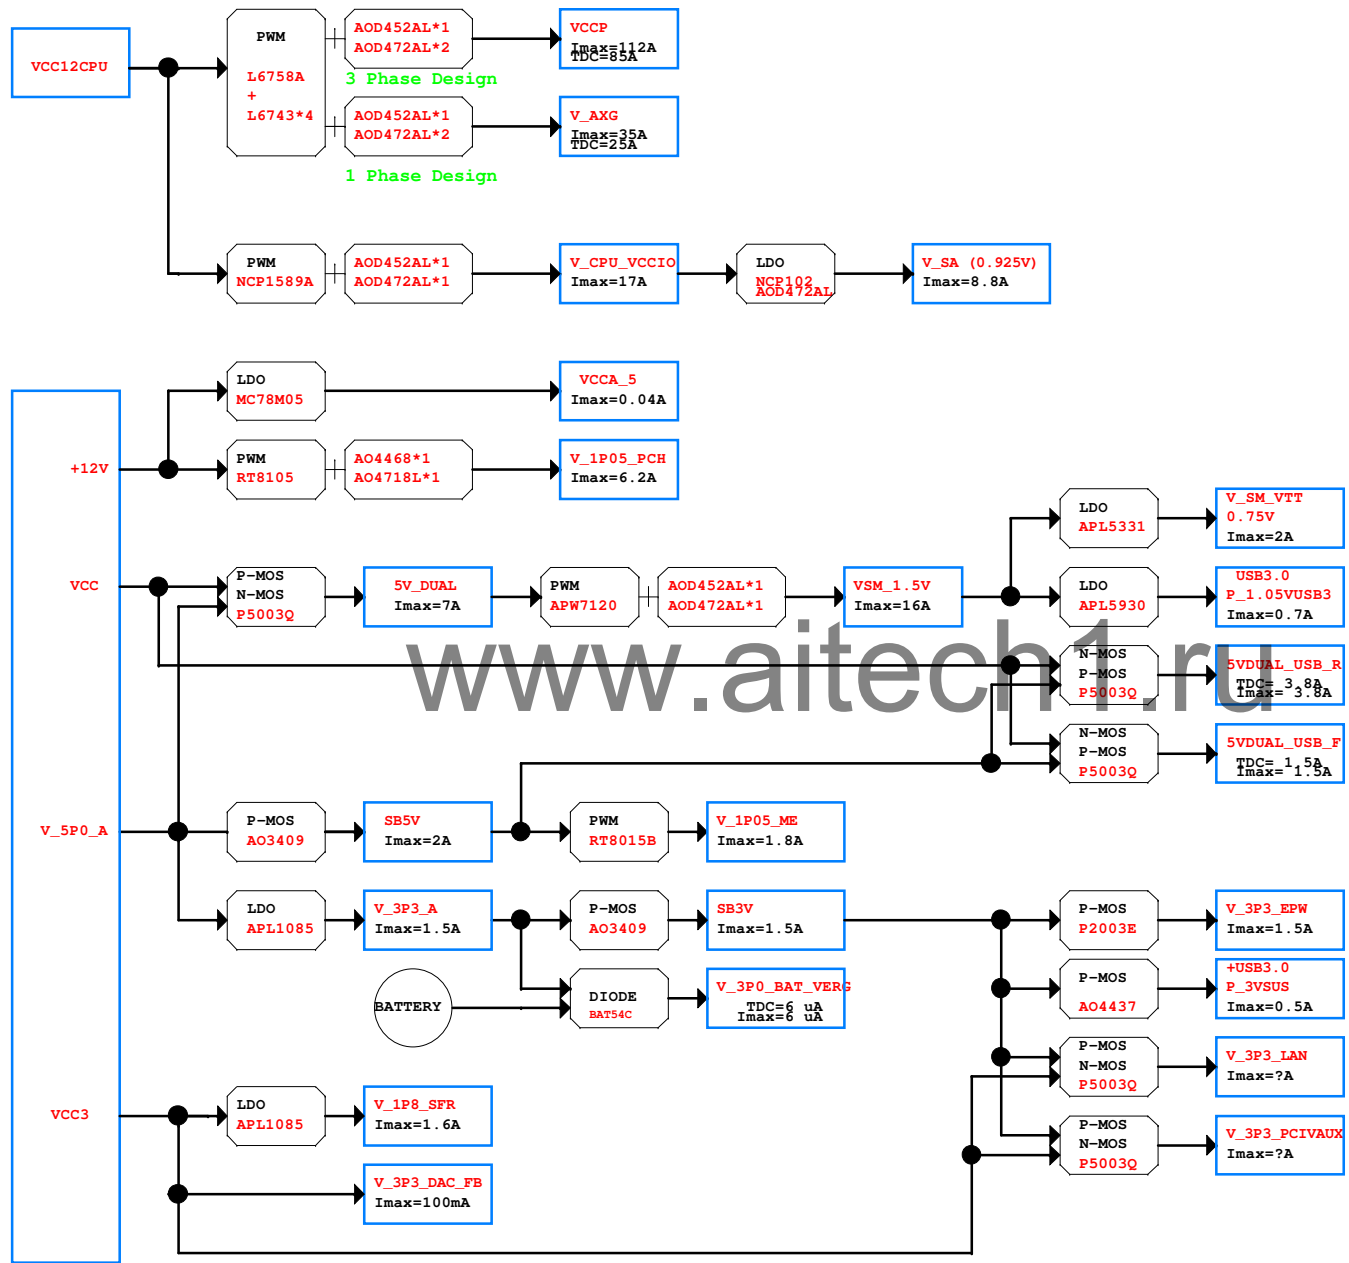 VCC12CPU
PWM
L6758A
+
L6743*4
AOD452AL*1
AOD472AL*2
3 Phase Design
VCCP
Imax=112A
TDC=85A
AOD452AL*1
AOD472AL*2
1 Phase Design
V_AXG
Imax=35A
TDC=25A
PWM
NCP1589A
AOD452AL*1
AOD472AL*1
V_CPU_VCCIO
Imax=17A
LDO
NCP102
AOD472AL
V_SA (0.925V)
Imax=8.8A
LDO
MC78M05
VCCA_5
Imax=0.04A
+12V
PWM
RT8105
AO4468*1
AO4718L*1
V_1P05_PCH
Imax=6.2A
LDO
APL5331
V_SM_VTT
0.75V
Imax=2A
VCC
P-MOS
N-MOS
P5003Q
5V_DUAL
Imax=7A
PWM
APW7120
AOD452AL*1
AOD472AL*1
VSM_1.5V
Imax=16A
LDO
APL5930
USB3.0
P_1.05VUSB3
Imax=0.7A
www.aitech1.ru
N-MOS
P-MOS
P5003Q
5VDUAL_USB_R
TDC= 3.8A
Imax= 3.8A
N-MOS
P-MOS
P5003Q
5VDUAL_USB_F
TDC= 1.5A
Imax= 1.5A
V_5P0_A
P-MOS
AO3409
SB5V
Imax=2A
PWM
RT8015B
V_1P05_ME
Imax=1.8A
LDO
APL1085
V_3P3_A
Imax=1.5A
P-MOS
AO3409
SB3V
Imax=1.5A
P-MOS
P2003E
V_3P3_EPW
Imax=1.5A
BATTERY
DIODE
BAT54C
V_3P0_BAT_VERG
TDC=6 uA
Imax=6 uA
P-MOS
AO4437
+USB3.0
P_3VSUS
Imax=0.5A
P-MOS
N-MOS
P5003Q
V_3P3_LAN
Imax=?A
VCC3
LDO
APL1085
V_1P8_SFR
Imax=1.6A
P-MOS
N-MOS
P5003Q
V_3P3_PCIVAUX
Imax=?A
V_3P3_DAC_FB
Imax=100mA